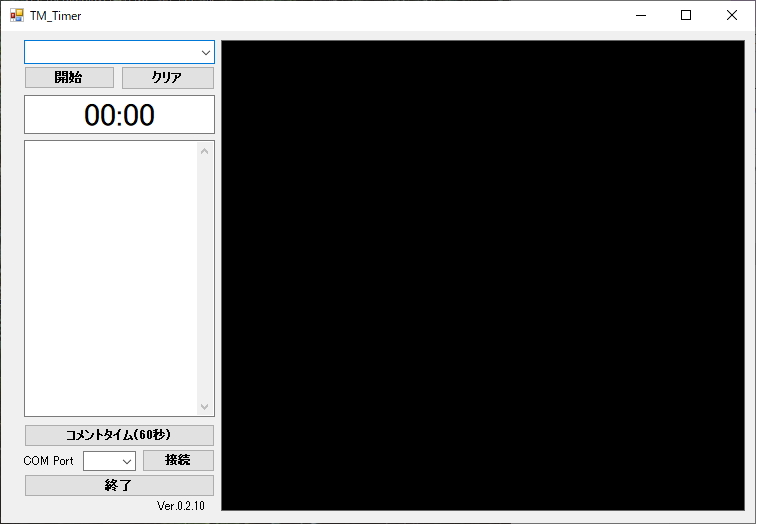 TM_Timer
開始 クリア
00:00
コメントタイム(60秒)
COM Port 接続
終了
Ver.0.2.10